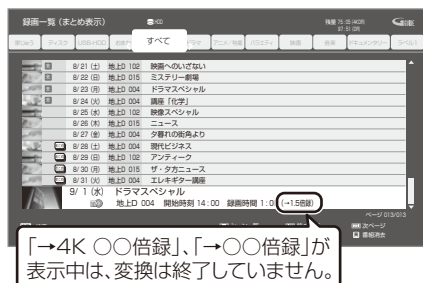 録画一覧(まとめ表示)
HDD
残量
GUIDE
ディスク USB-HDD すべて ドラマ アニメ/特撮 バラエティ 映画 音楽 ドキュメンタリー
8/21(土) 地上D 102 映画へのいざない
8/22(日) 地上D 015 ミステリー劇場
8/23(月) 地上D 004 ドラマスペシャル
8/24(火) 地上D 004 講座「化学」
8/25(水) 地上D 102 映像スペシャル
8/26(木) 地上D 015 ニュース
8/27(金) 地上D 004 夕暮れの街角より
8/28(土) 地上D 004 現代ビジネス
8/29(日) 地上D 102 アンティーク
8/30(月) 地上D 015 ザ・夕方ニュース
8/31(火) 地上D 004 エレキギター講座
9/ 1(水) ドラマスペシャル
地上D 004 開始時刻 14:00 録画時間 1:0 (→1.5倍録)
ページ 013/013
次ページ
番組消去
「→4K ○○倍録」、「→○○倍録」が
表示中は、変換は終了していません。